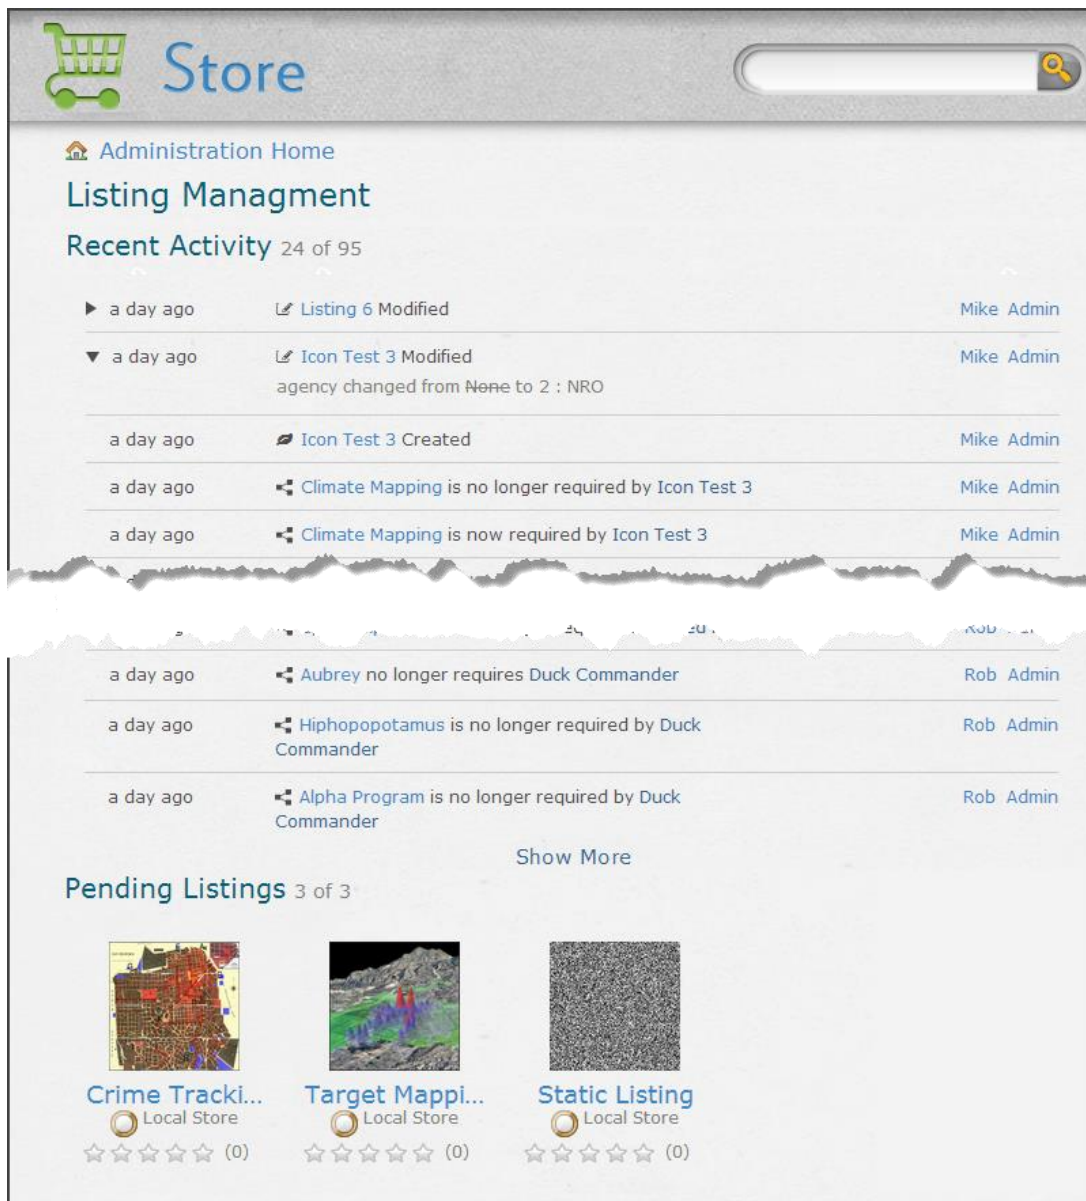 Store
Administration Home
Listing Managment
Recent Activity 24 of 95
a day ago Listing 6 Modified Mike Admin
a day ago Icon Test 3 Modified Mike Admin
agency changed from None to 2 : NRO
a day ago Icon Test 3 Created Mike Admin
a day ago Climate Mapping is no longer required by Icon Test 3 Mike Admin
a day ago Climate Mapping is now required by Icon Test 3 Mike Admin
Rob
a day ago Aubrey no longer requires Duck Commander Rob Admin
a day ago Hiphopopotamus is no longer required by Duck Rob Admin
Commander
a day ago Alpha Program is no longer required by Duck Rob Admin
Commander
Show More
Pending Listings 3 of 3
Crime Tracki... Target Mappi... Static Listing
Local Store Local Store Local Store
(0) (0) (0)